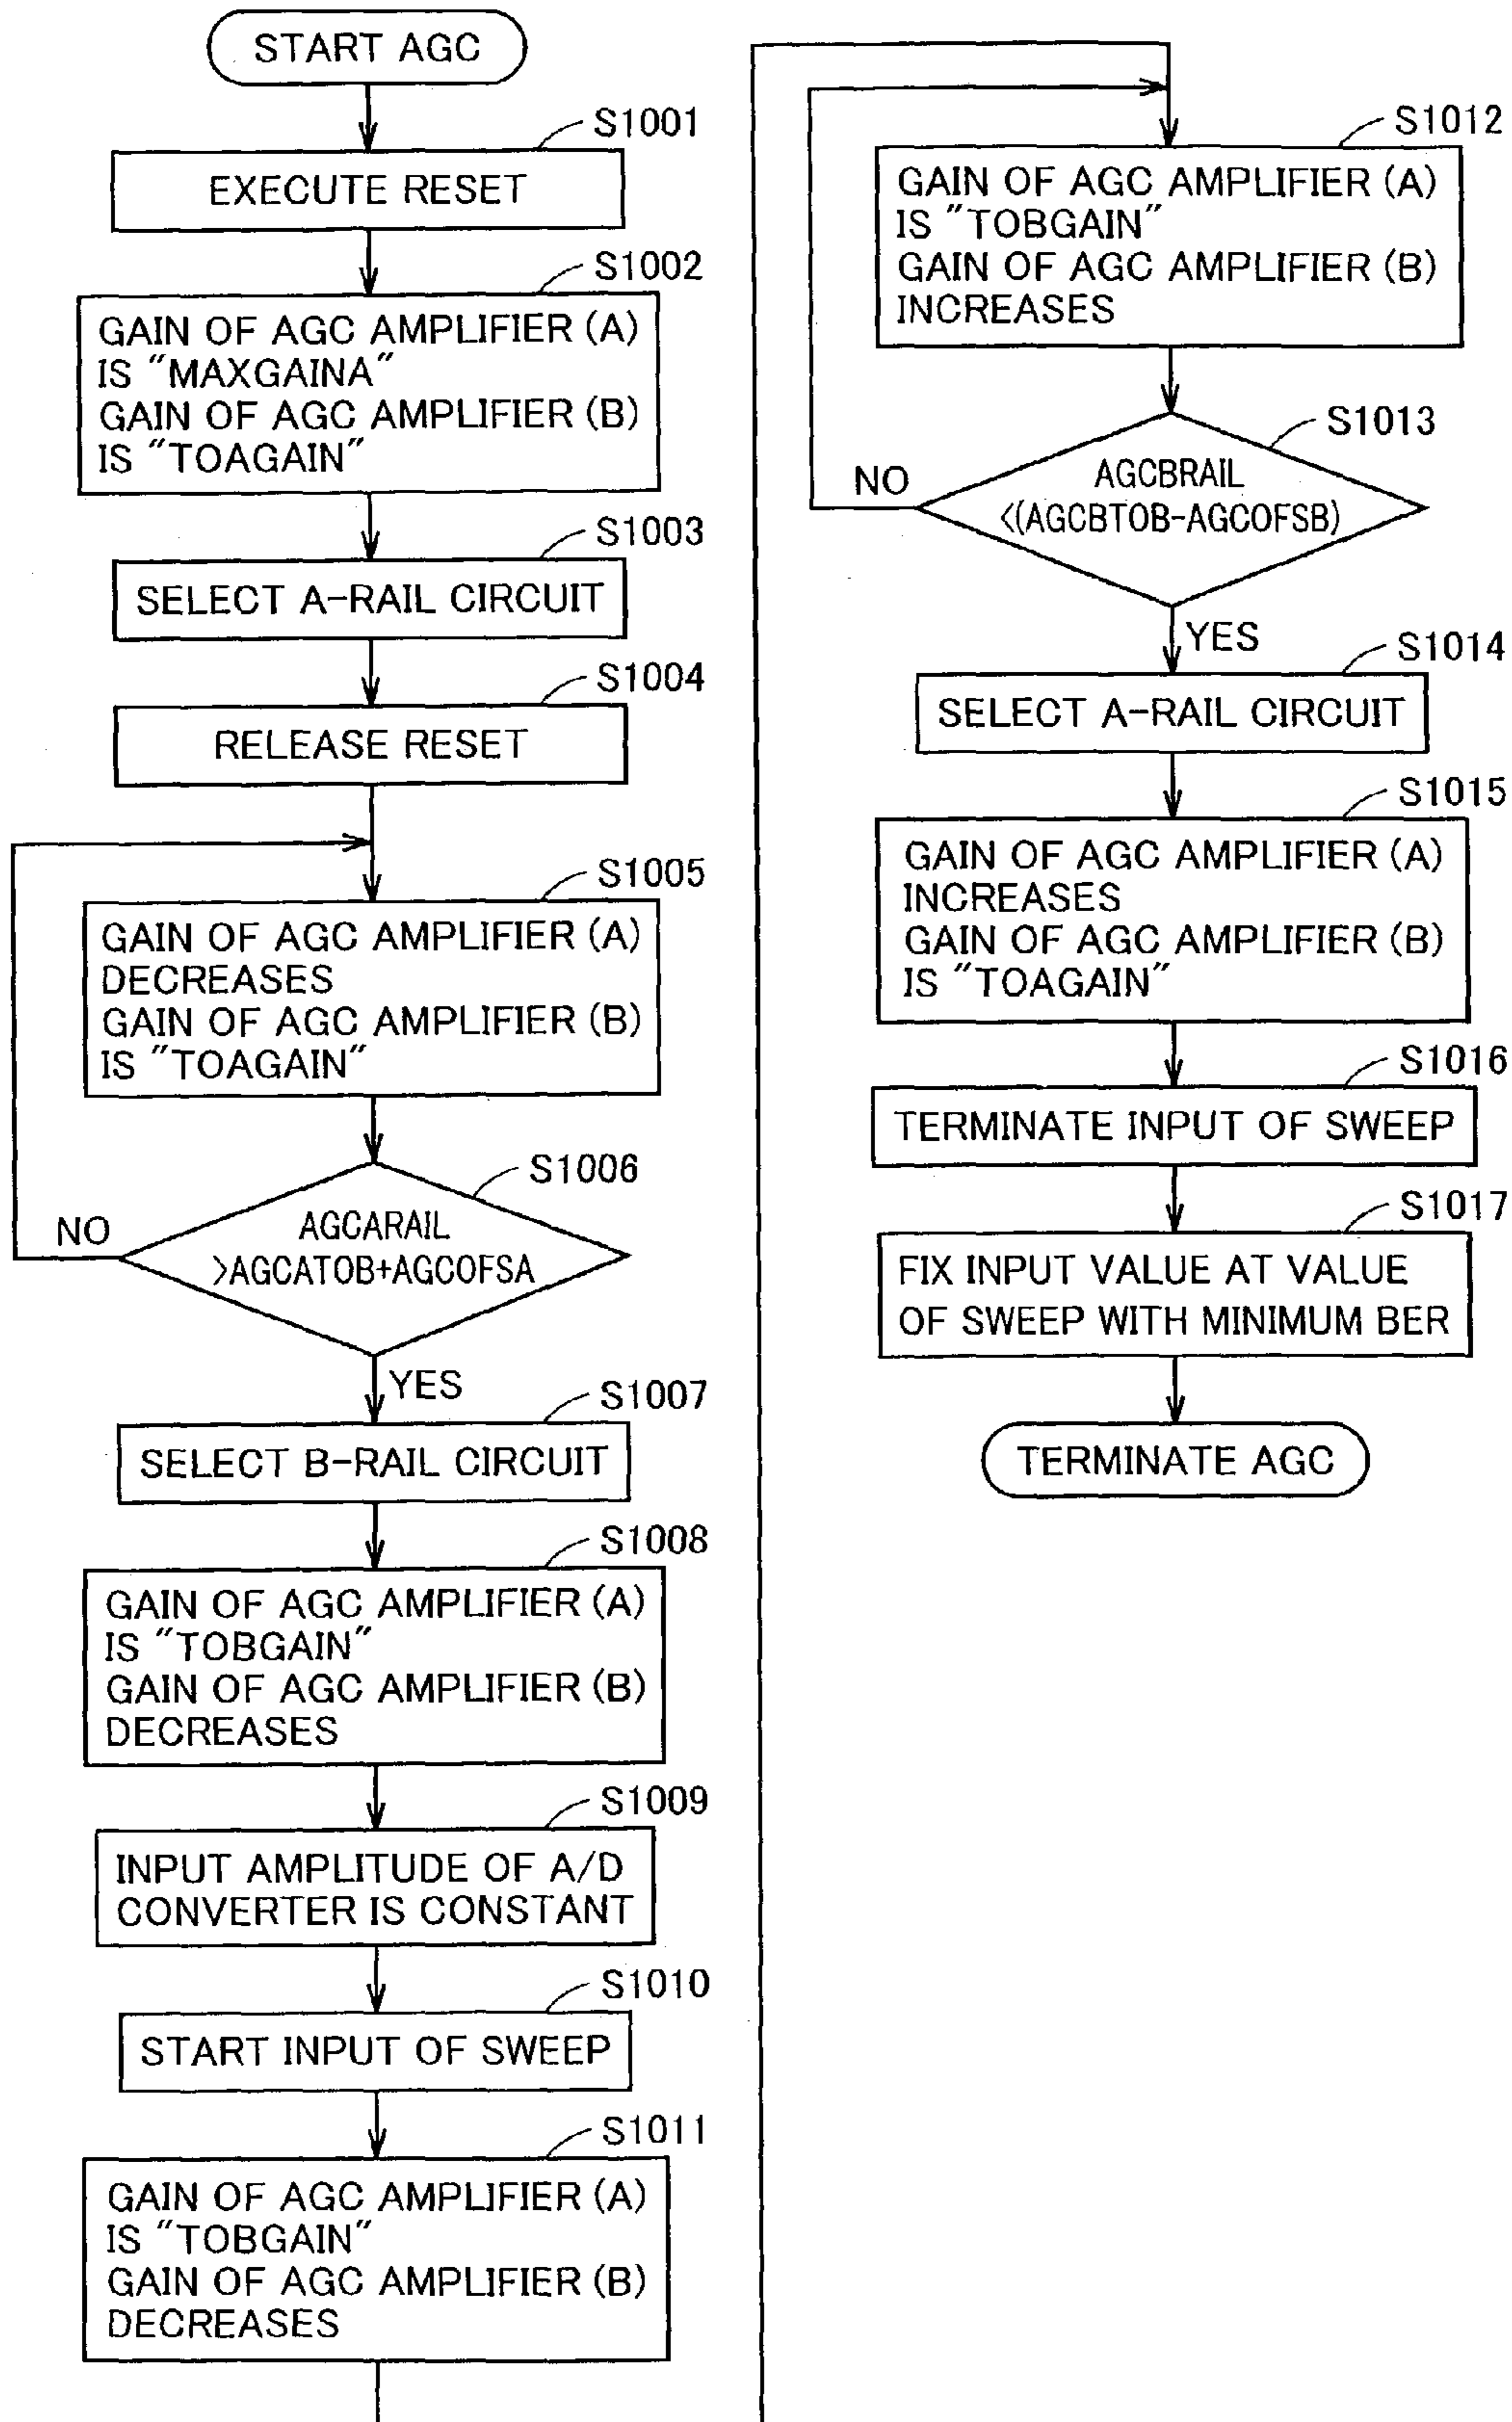 START AGC
S1001
EXECUTE RESET
S1002
GAIN OF AGC AMPLIFIER (A)
IS "MAXGAINA"
GAIN OF AGC AMPLIFIER (B)
IS "TOAGAIN"
S1003
SELECT A-RAIL CIRCUIT
S1004
RELEASE RESET
S1005
GAIN OF AGC AMPLIFIER (A)
DECREASES
GAIN OF AGC AMPLIFIER (B)
IS "TOAGAIN"
S1006
AGCARAIL
>AGCATOB+AGCOFSA
NO
YES
S1007
SELECT B-RAIL CIRCUIT
S1008
GAIN OF AGC AMPLIFIER (A)
IS "TOBGAIN"
GAIN OF AGC AMPLIFIER (B)
DECREASES
S1009
INPUT AMPLITUDE OF A/D
CONVERTER IS CONSTANT
S1010
START INPUT OF SWEEP
S1011
GAIN OF AGC AMPLIFIER (A)
IS "TOBGAIN"
GAIN OF AGC AMPLIFIER (B)
DECREASES
S1012
GAIN OF AGC AMPLIFIER (A)
IS "TOBGAIN"
GAIN OF AGC AMPLIFIER (B)
INCREASES
S1013
AGCBRAIL
<(AGCBTOB-AGCOFSB)
NO
YES
S1014
SELECT A-RAIL CIRCUIT
S1015
GAIN OF AGC AMPLIFIER (A)
INCREASES
GAIN OF AGC AMPLIFIER (B)
IS "TOAGAIN"
S1016
TERMINATE INPUT OF SWEEP
S1017
FIX INPUT VALUE AT VALUE
OF SWEEP WITH MINIMUM BER
TERMINATE AGC